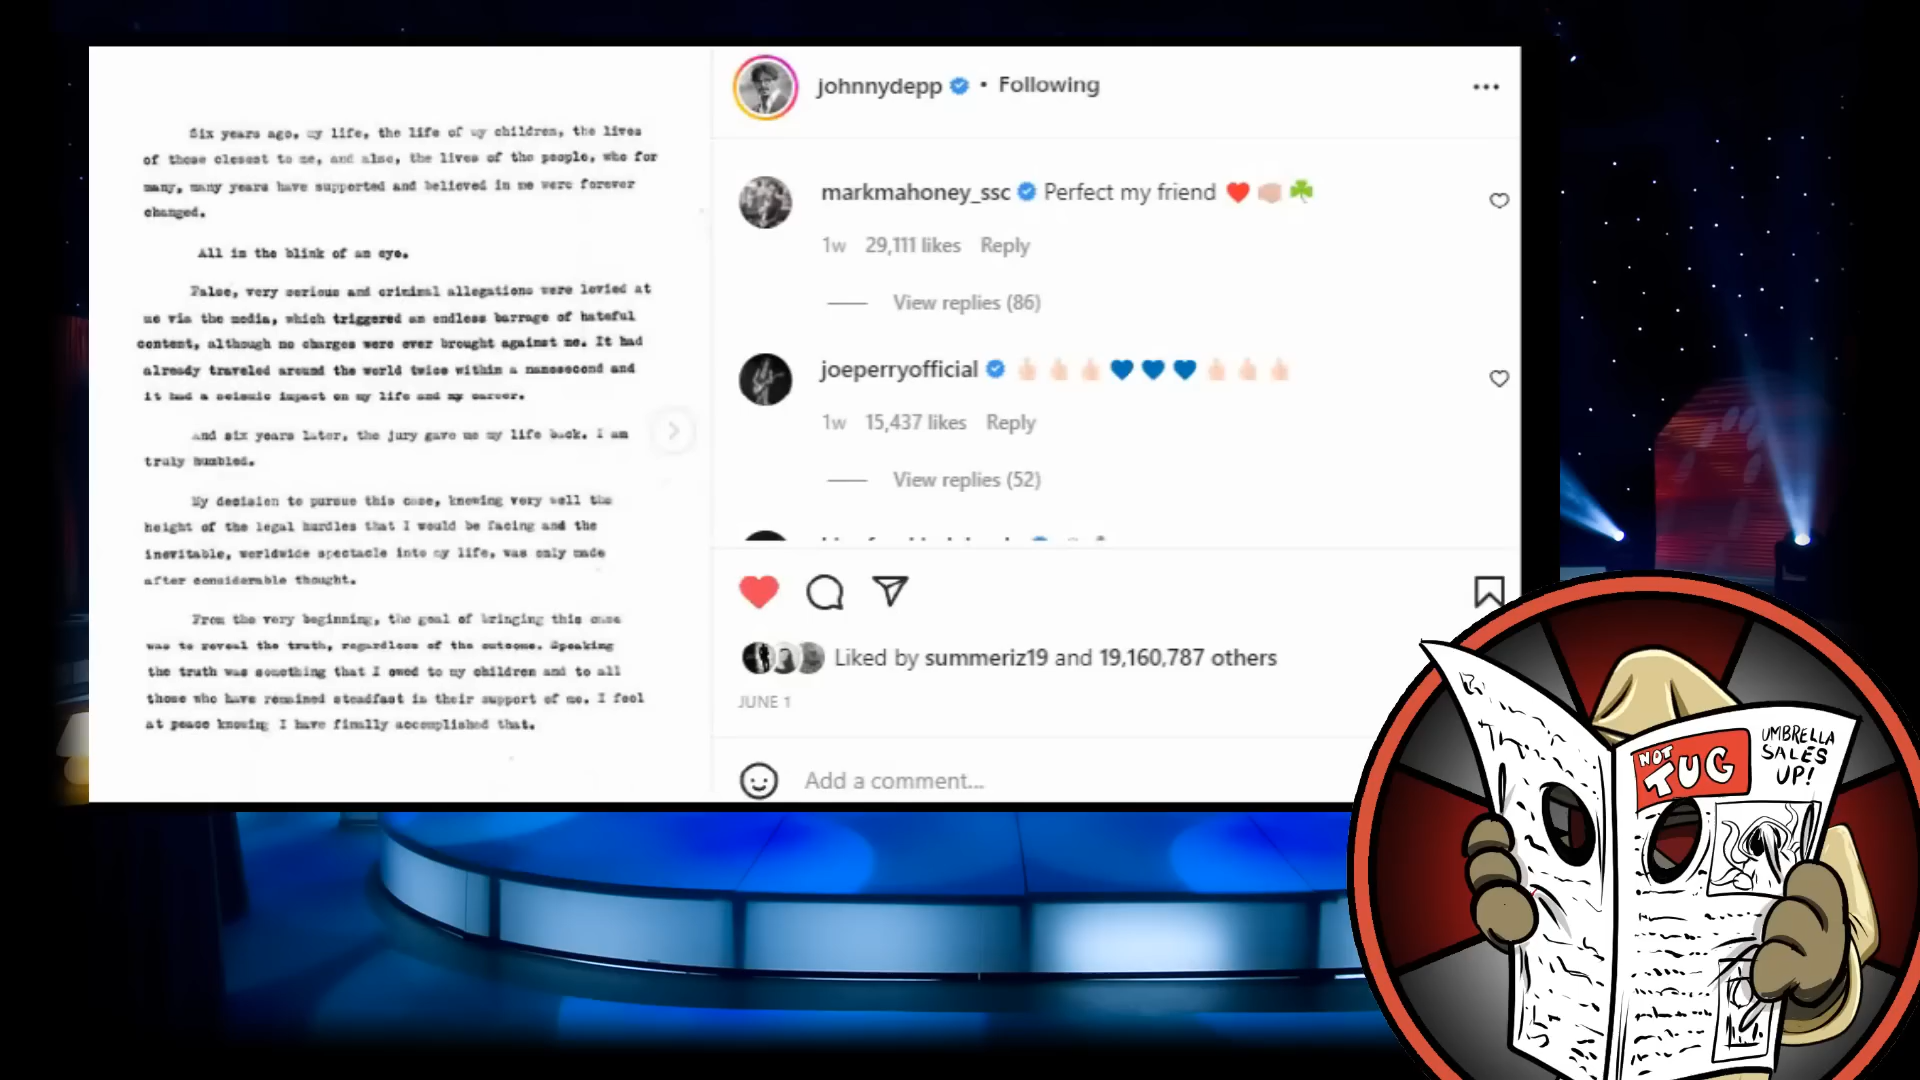 Six years ago, my life, the life of my children, the lives
of those closest to me, and also, the lives of the people, who for
many, many years have supported and believed in me were forever
changed.
All in the blink of an eye.
False, very serious and criminal allegations were levied at
me via the media, which triggered an endless barrage of hateful
content, although no charges were ever brought against me. It had
already traveled around the world twice within a nanosecond and
it had a seismic impact on my life and my career.
And six years later, the jury gave me my life back. I am
truly humbled.
My decision to pursue this case, knowing very well the
height of the legal hurdles that I would be facing and the
inevitable, worldwide spectacle into my life, was only made
after considerable thought.
From the very beginning, the goal of bringing this case
was to reveal the truth, regardless of the outcome. Speaking
the truth was something that I owed to my children and to all
those who have remained steadfast in their support of me. I feel
at peace knowing I have finally accomplished that.
johnnydepp • Following
markmahoney_ssc Perfect my friend ❤️ 🤜🏼 ☘️
1w 29,111 likes Reply
View replies (86)
joeperryofficial 👍🏻👍🏻👍🏻💙💙💙👍🏻👍🏻👍🏻
1w 15,437 likes Reply
View replies (52)
Liked by summeriz19 and 19,160,787 others
JUNE 1
Add a comment...
NOT
TUG
UMBRELLA
SALES
UP!